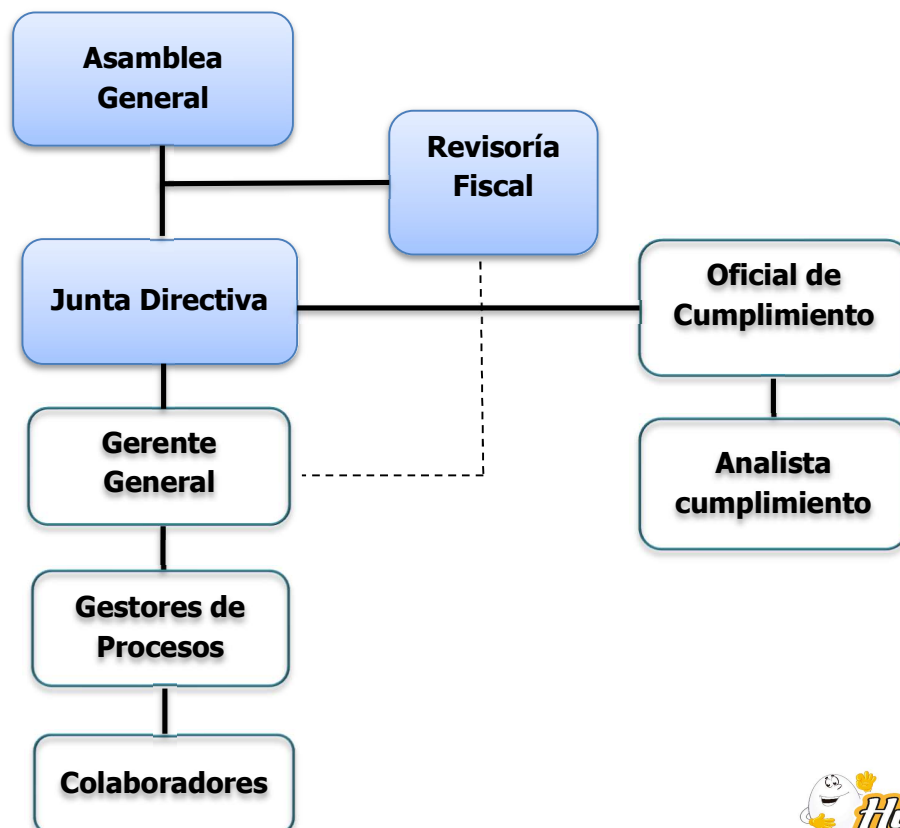 Asamblea
General
Revisoría
Fiscal
Junta Directiva
Oficial de
Cumplimiento
Gerente
General
Analista
cumplimiento
Gestores de
Procesos
Colaboradores